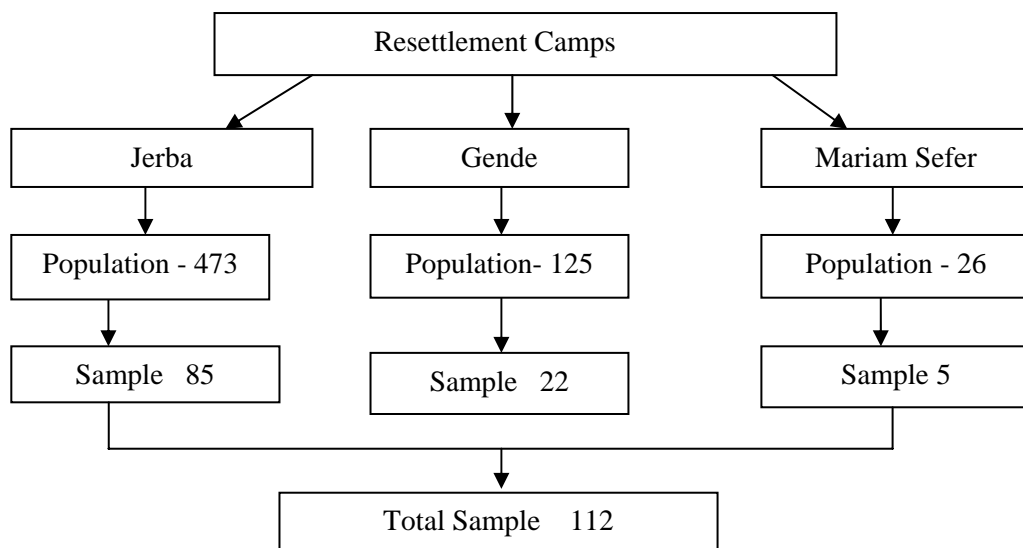 Resettlement Camps
Jerba
Gende
Mariam Sefer
Population - 473
Population- 125
Population - 26
Sample 85
Sample 22
Sample 5
Total Sample 112